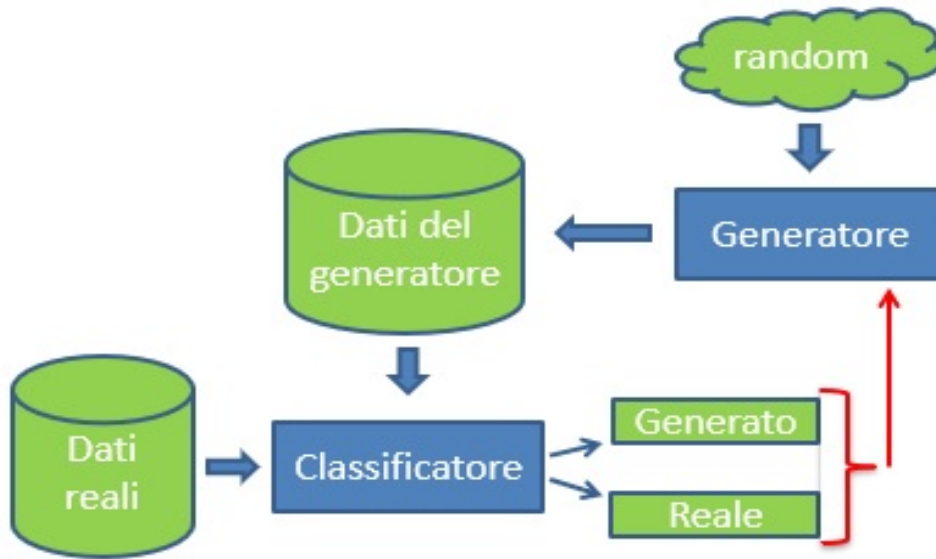 random
Generatore
Dati del
generatore
Dati
reali
Classificatore
Generato
Reale